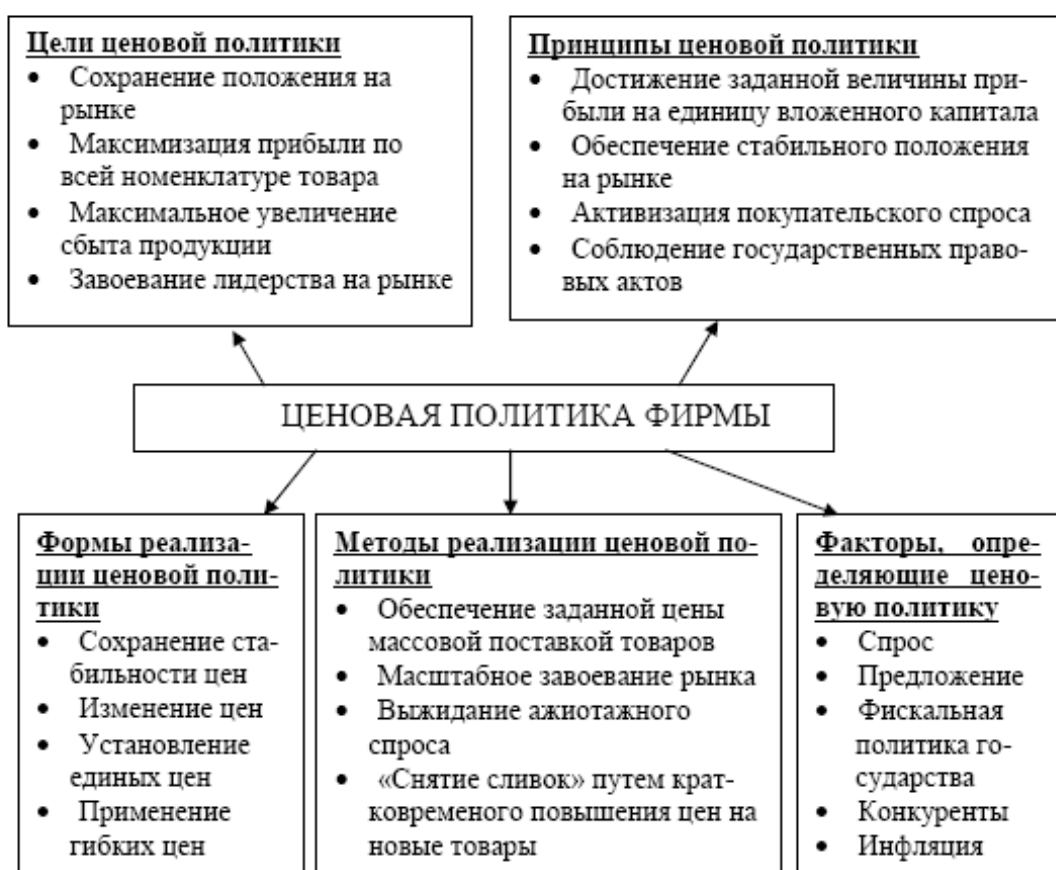 Цели ценовой политики
• Сохранение положения на
рынке
• Максимизация прибыли по
всей номенклатуре товара
• Максимальное увеличение
сбыта продукции
• Завоевание лидерства на рынке
Принципы ценовой политики
• Достижение заданной величины при-
были на единицу вложенного капитала
• Обеспечение стабильного положения
на рынке
• Активизация покупательского спроса
• Соблюдение государственных право-
вых актов
ЦЕНОВАЯ ПОЛИТИКА ФИРМЫ
Формы реализа-
ции ценовой поли-
тики
• Сохранение ста-
бильности цен
• Изменение цен
• Установление
единых цен
• Применение
гибких цен
Методы реализации ценовой по-
литики
• Обеспечение заданной цены
массовой поставкой товаров
• Масштабное завоевание рынка
• Выжидание ажиотажного
спроса
• «Снятие сливок» путем крат-
ковременого повышения цен на
новые товары
Факторы, опре-
деляющие цено-
вую политику
• Спрос
• Предложение
• Фискальная
политика го-
сударства
• Конкуренты
• Инфляция